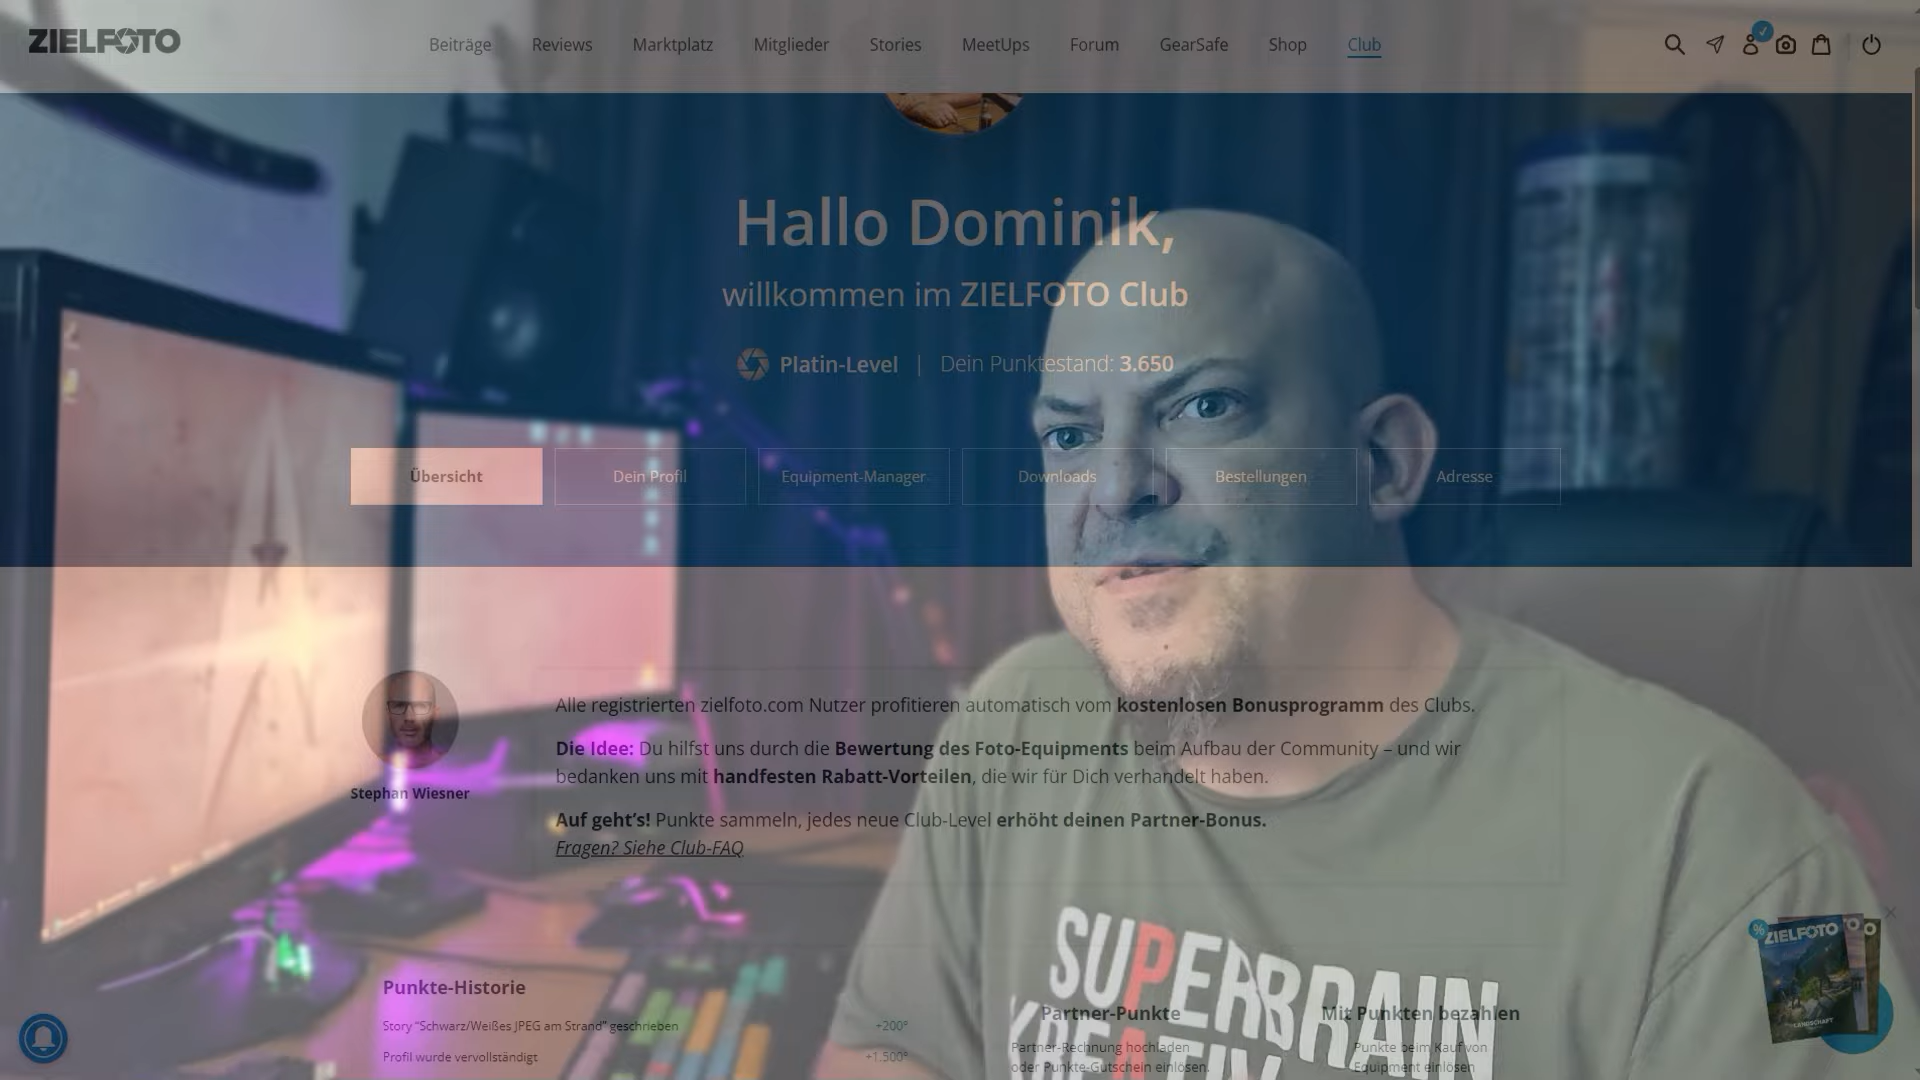 ZIELFOTO
Beiträge Reviews Marktplatz Mitglieder Stories MeetUps Forum GearSafe Shop Club
Hallo Dominik,
willkommen im ZIELFOTO Club
Platin-Level | Dein Punktestand: 3.650
Übersicht Dein Profil Equipment-Manager Downloads Bestellungen Adresse
Alle registrierten zielfoto.com Nutzer profitieren automatisch vom kostenlosen Bonusprogramm des Clubs.
Die Idee: Du hilfst uns durch die Bewertung des Foto-Equipments beim Aufbau der Community – und wir
bedanken uns mit handfesten Rabatt-Vorteilen, die wir für Dich verhandelt haben.
Stephan Wiesner
Auf geht's! Punkte sammeln, jedes neue Club-Level erhöht deinen Partner-Bonus.
Fragen? Siehe Club-FAQ
SUPERBRAIN
%
ZIELFOTO
LANDSCHAFT
Punkte-Historie
Story "Schwarz/Weißes JPEG am Strand" geschrieben +200°
Profil wurde vervollständigt +1.500°
Partner-Punkte
Partner-Rechnung hochladen
oder Punkte-Gutschein einlösen.
Mit Punkten bezahlen
Punkte beim Kauf von
Equipment einlösen